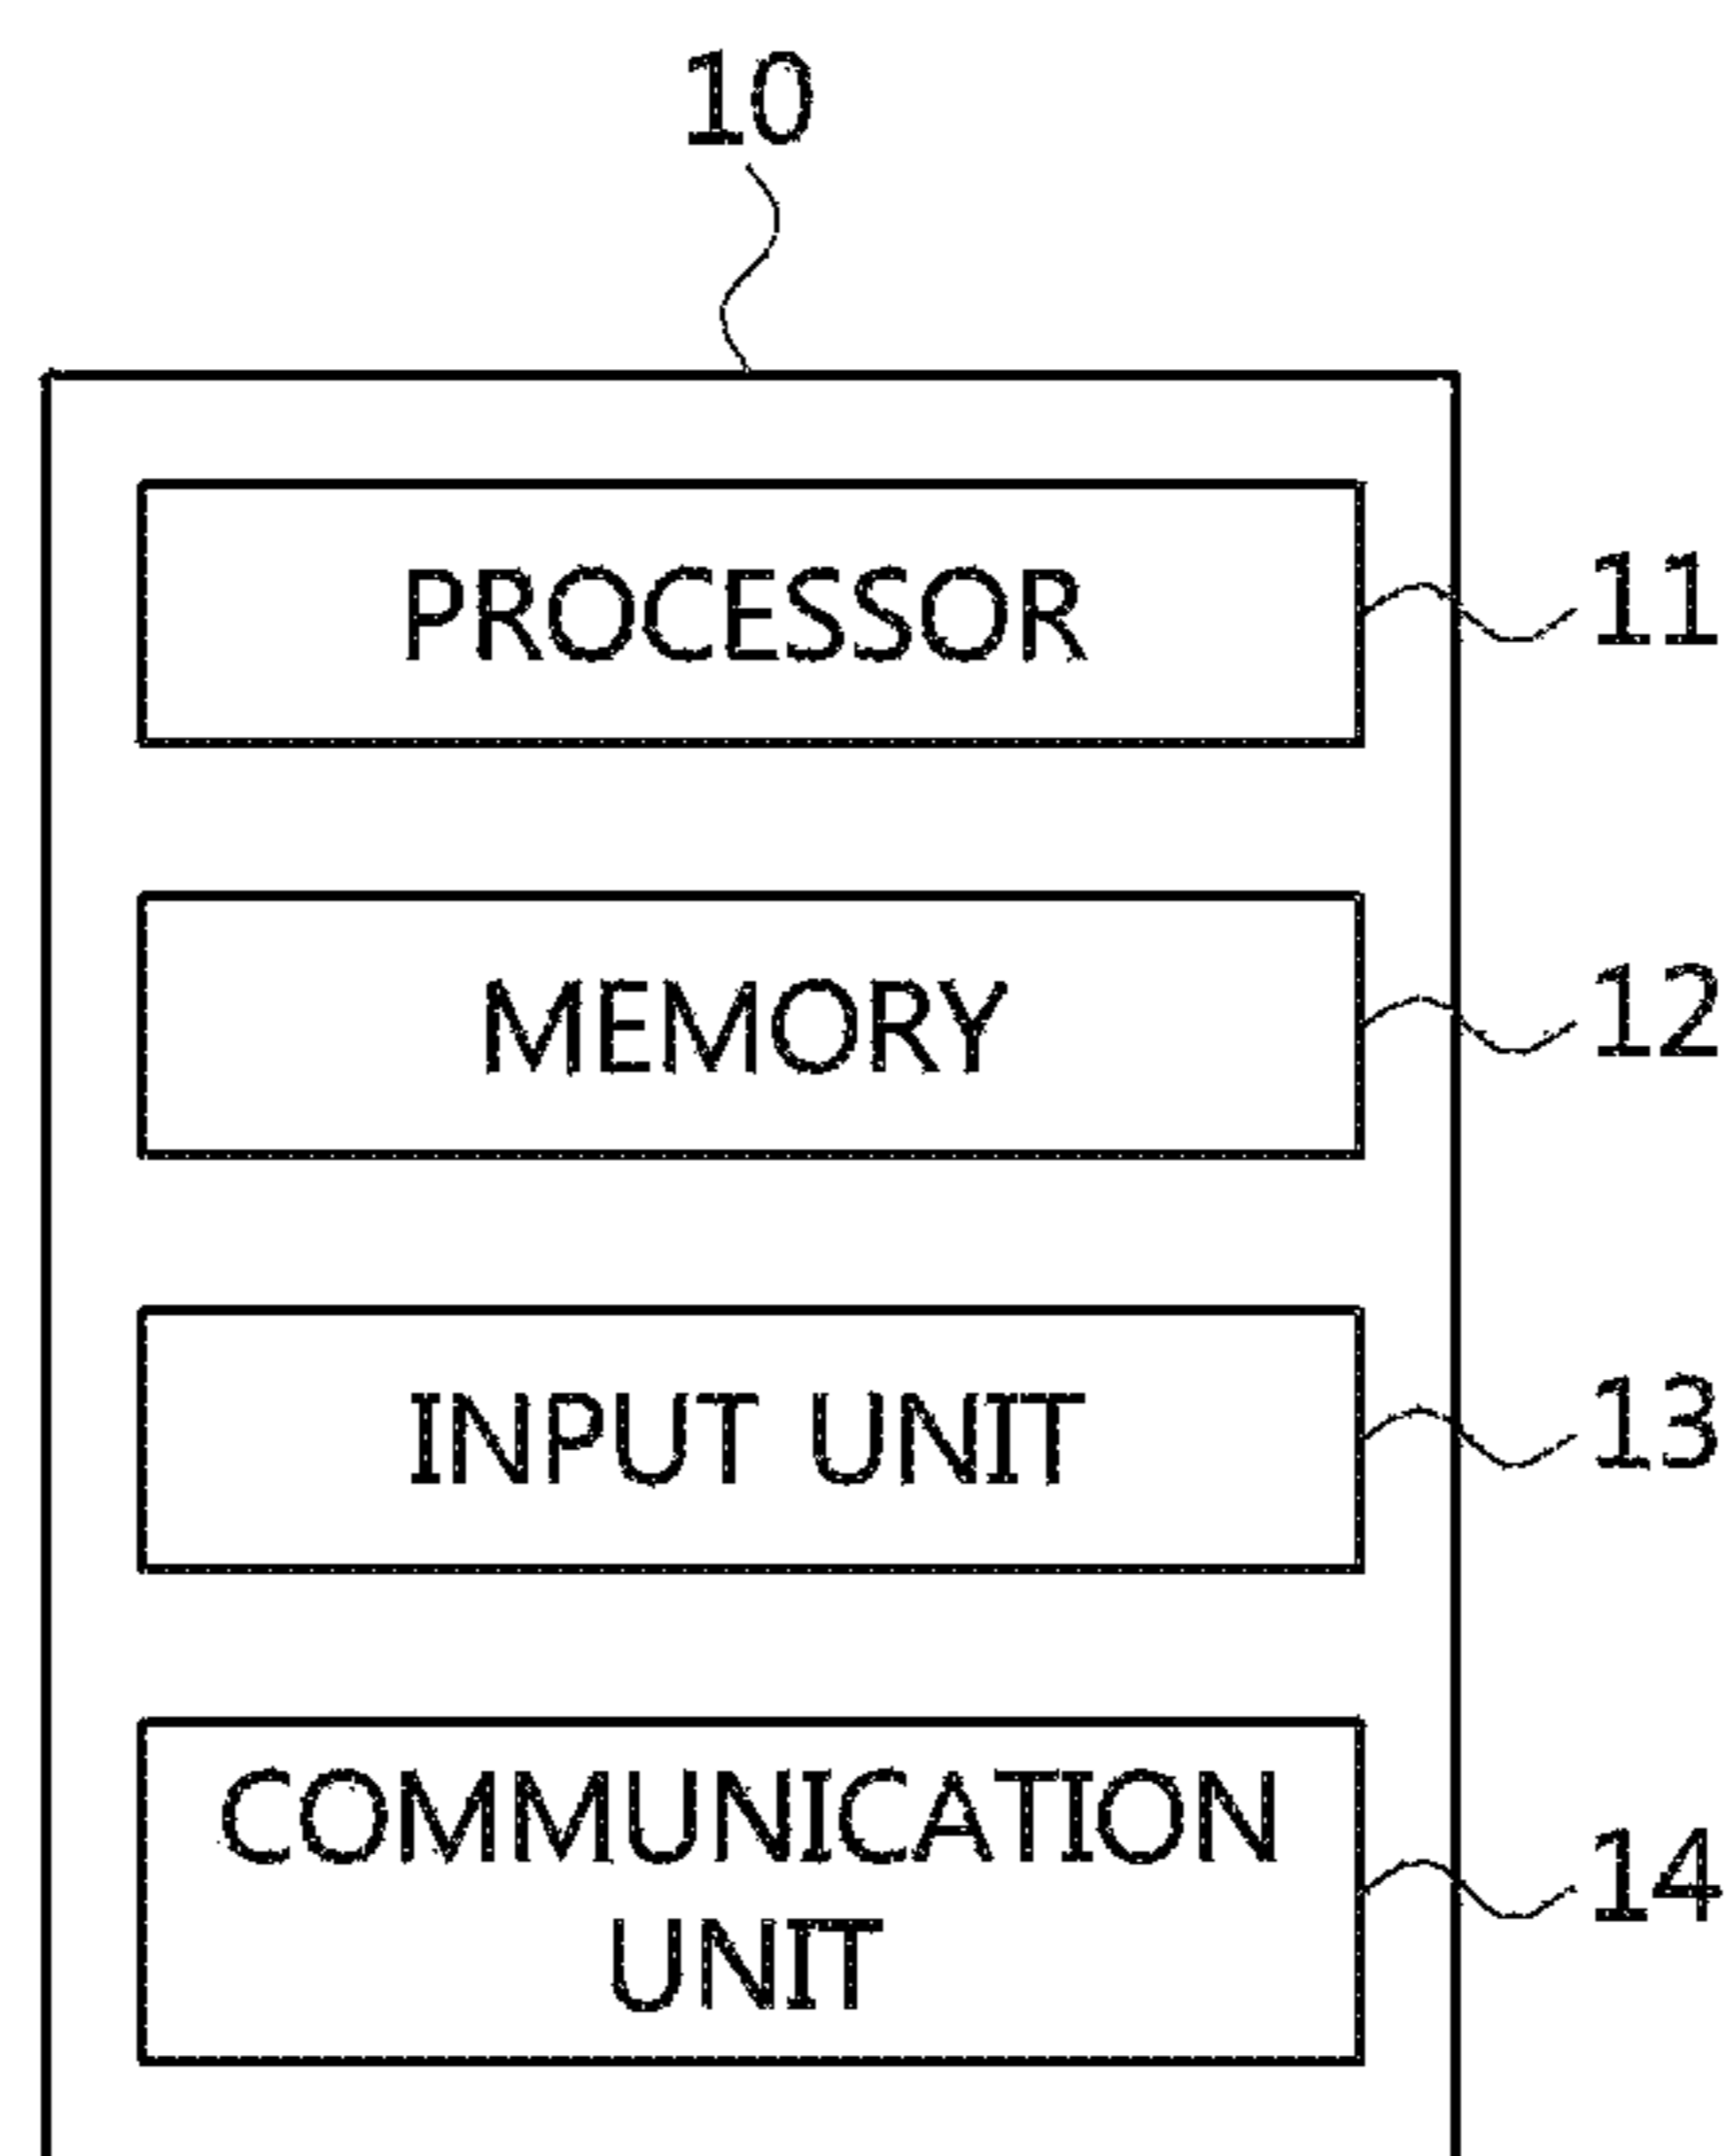 10
PROCESSOR
11
MEMORY
12
INPUT UNIT
13
COMMUNICATION
UNIT
14